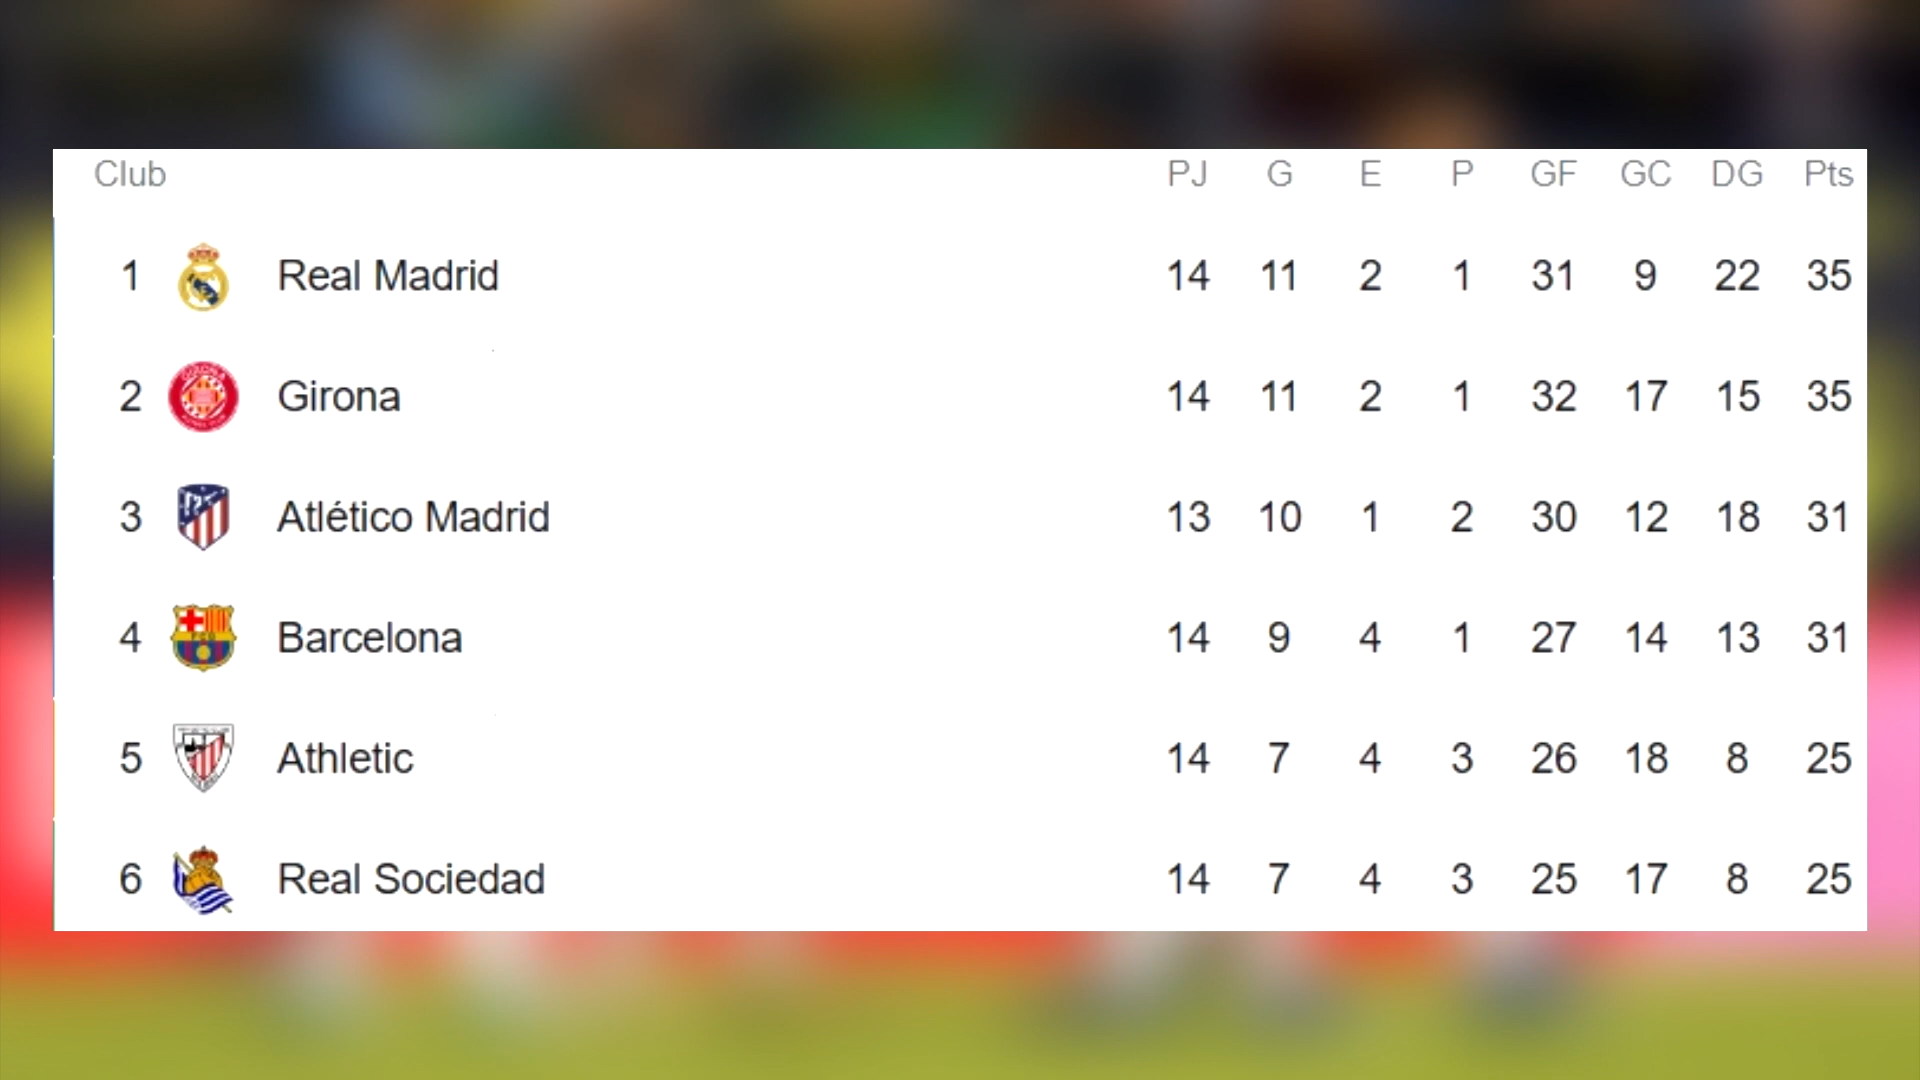 Club PJ G E P GF GC DG Pts
1 Real Madrid 14 11 2 1 31 9 22 35
2 Girona 14 11 2 1 32 17 15 35
3 Atlético Madrid 13 10 1 2 30 12 18 31
4 Barcelona 14 9 4 1 27 14 13 31
5 Athletic 14 7 4 3 26 18 8 25
6 Real Sociedad 14 7 4 3 25 17 8 25